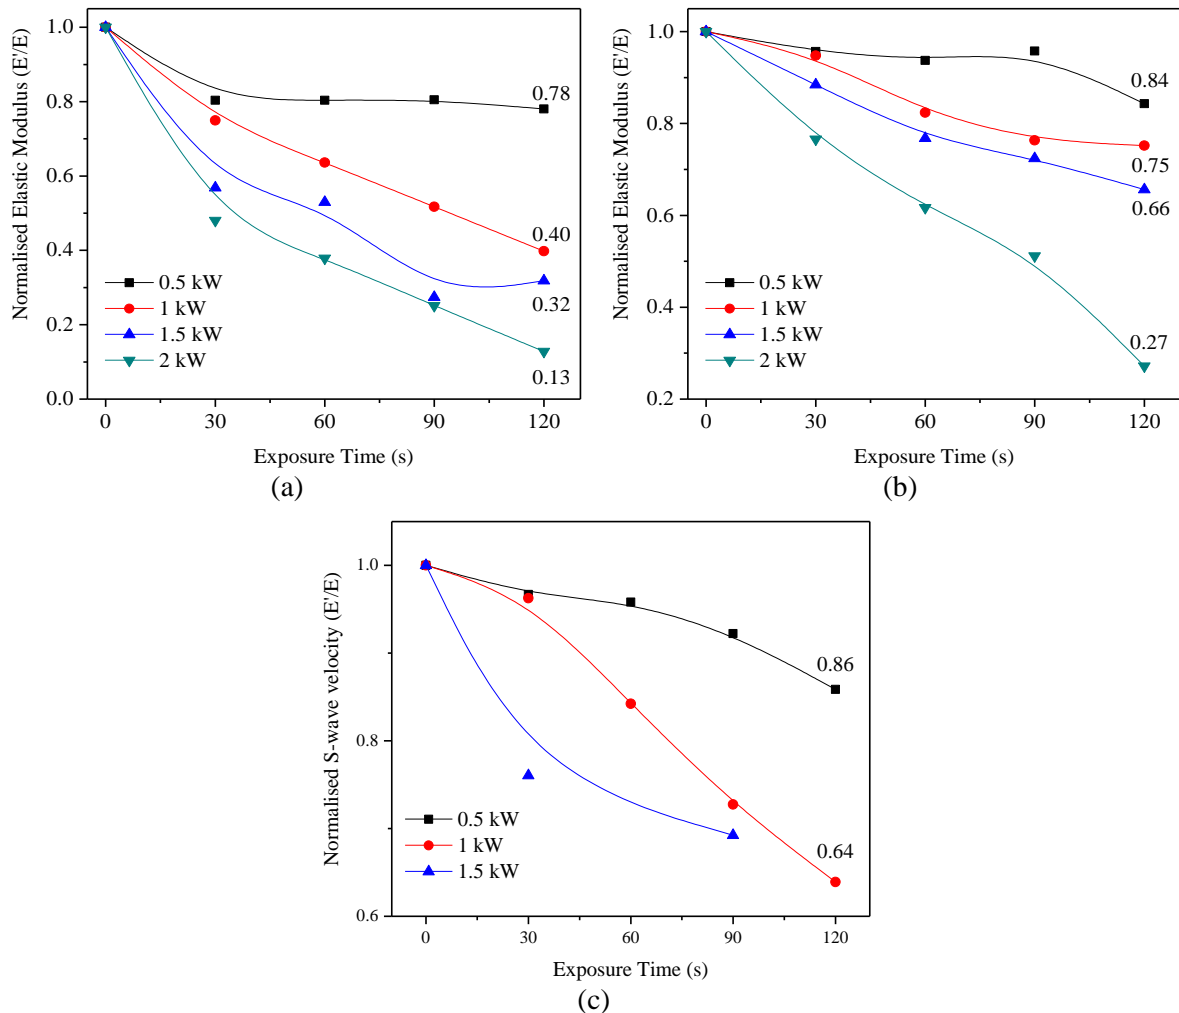 Normalised Elastic Modulus (E'/E)
1.0
0.8
0.6
0.4
0.2
0.0
0.78
0.40
0.32
0.13
0.5 kW
1 kW
1.5 kW
2 kW
0 30 60 90 120
Exposure Time (s)
(a)
Normalised Elastic Modulus (E'/E)
1.0
0.8
0.6
0.4
0.2
0.84
0.75
0.66
0.27
0.5 kW
1 kW
1.5 kW
2 kW
0 30 60 90 120
Exposure Time (s)
(b)
Normalised S-wave velocity (E'/E)
1.0
0.8
0.6
0.86
0.64
0.5 kW
1 kW
1.5 kW
0 30 60 90 120
Exposure Time (s)
(c)